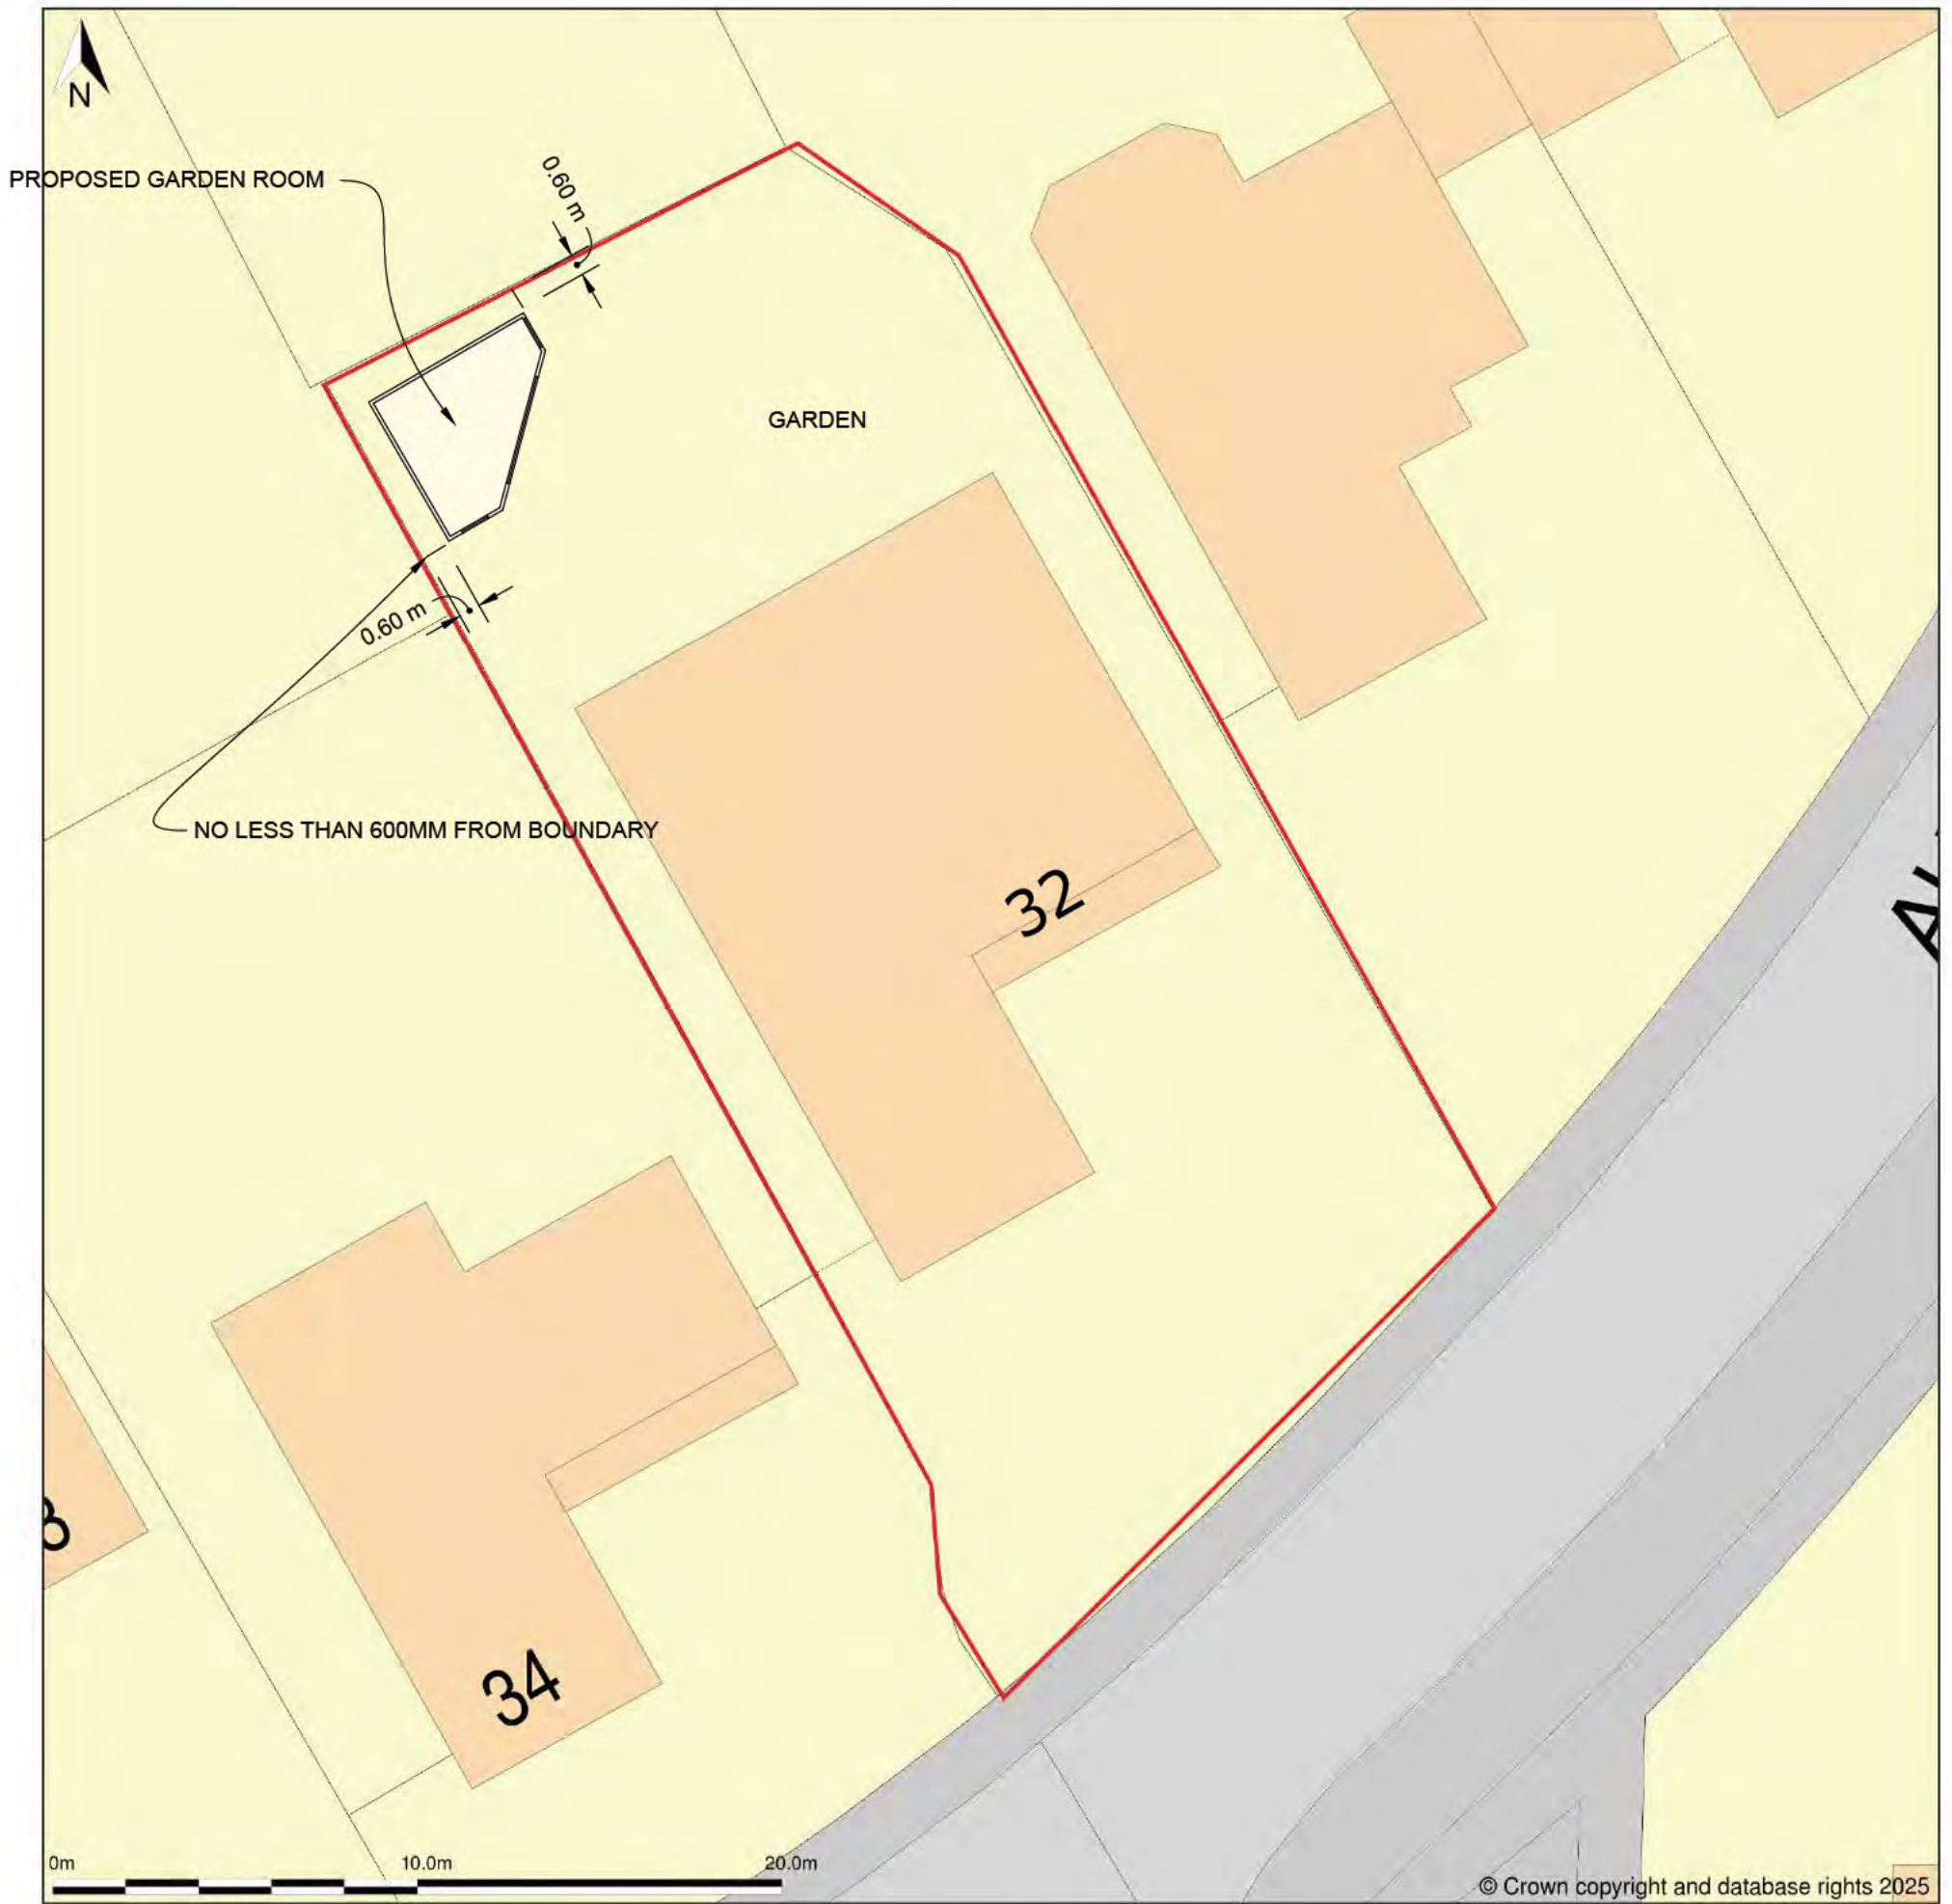 N
PROPOSED GARDEN ROOM
0.60 m
GARDEN
0.60 m
NO LESS THAN 600MM FROM BOUNDARY
32
34
0m 10.0m 20.0m
© Crown copyright and database rights 2025